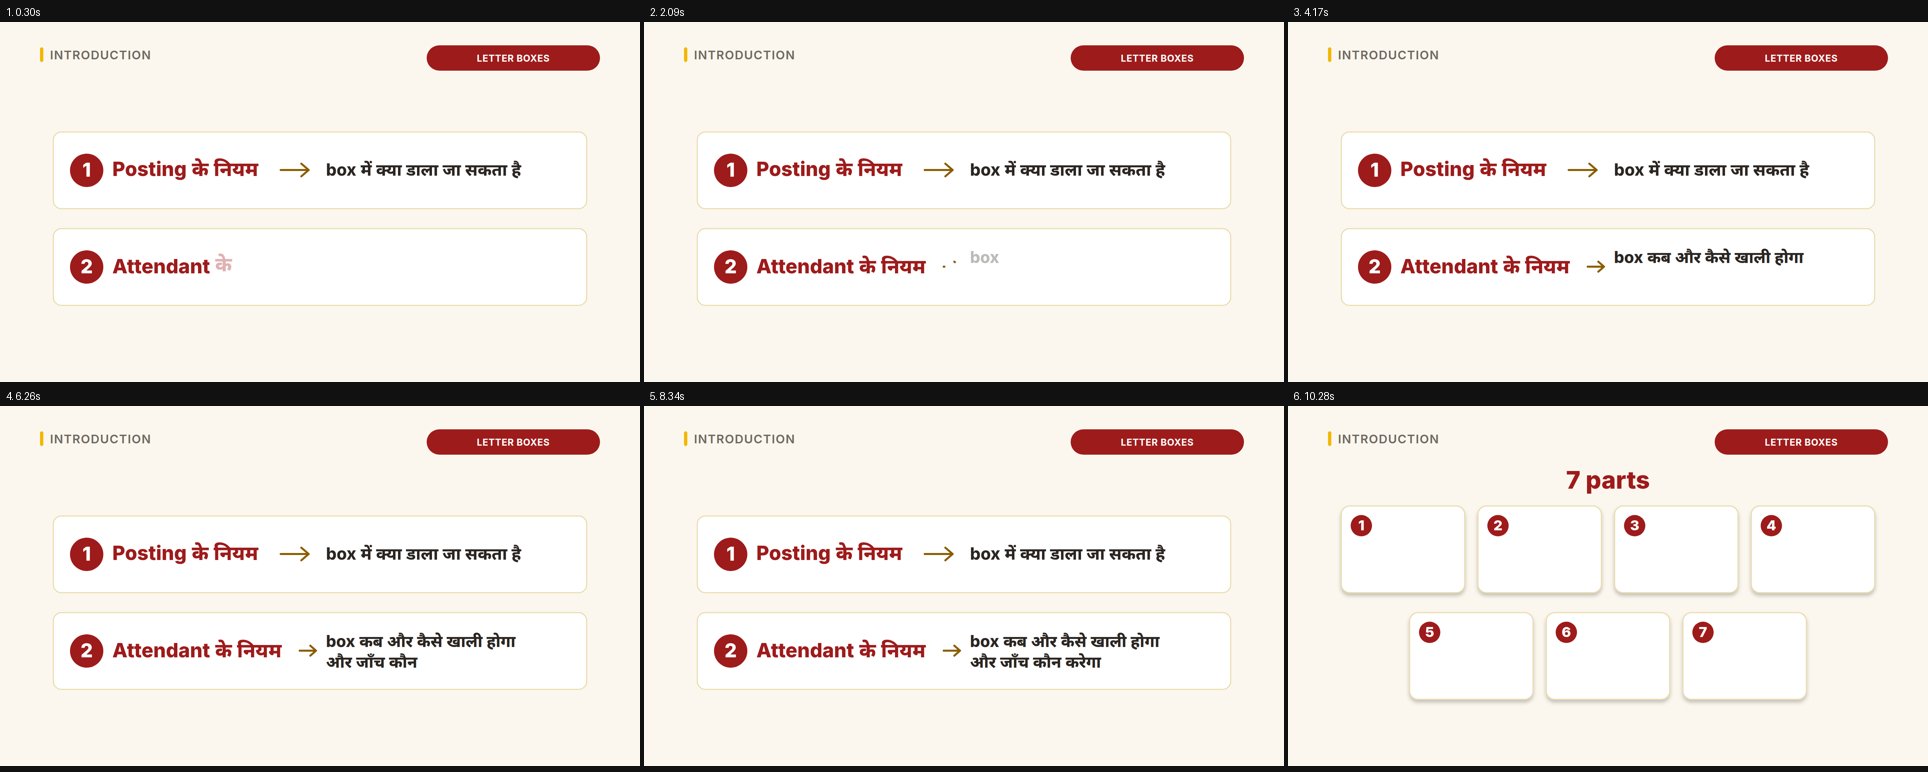 1. 0.30s
INTRODUCTION
LETTER BOXES
1 Posting के नियम → box में क्या डाला जा सकता है
2 Attendant के
2. 2.09s
INTRODUCTION
LETTER BOXES
1 Posting के नियम → box में क्या डाला जा सकता है
2 Attendant के नियम box
3. 4.17s
INTRODUCTION
LETTER BOXES
1 Posting के नियम → box में क्या डाला जा सकता है
2 Attendant के नियम → box कब और कैसे खाली होगा
4. 6.26s
INTRODUCTION
LETTER BOXES
1 Posting के नियम → box में क्या डाला जा सकता है
2 Attendant के नियम → box कब और कैसे खाली होगा
और जाँच कौन
5. 8.34s
INTRODUCTION
LETTER BOXES
1 Posting के नियम → box में क्या डाला जा सकता है
2 Attendant के नियम → box कब और कैसे खाली होगा
और जाँच कौन करेगा
6. 10.28s
INTRODUCTION
LETTER BOXES
7 parts
1
2
3
4
5
6
7